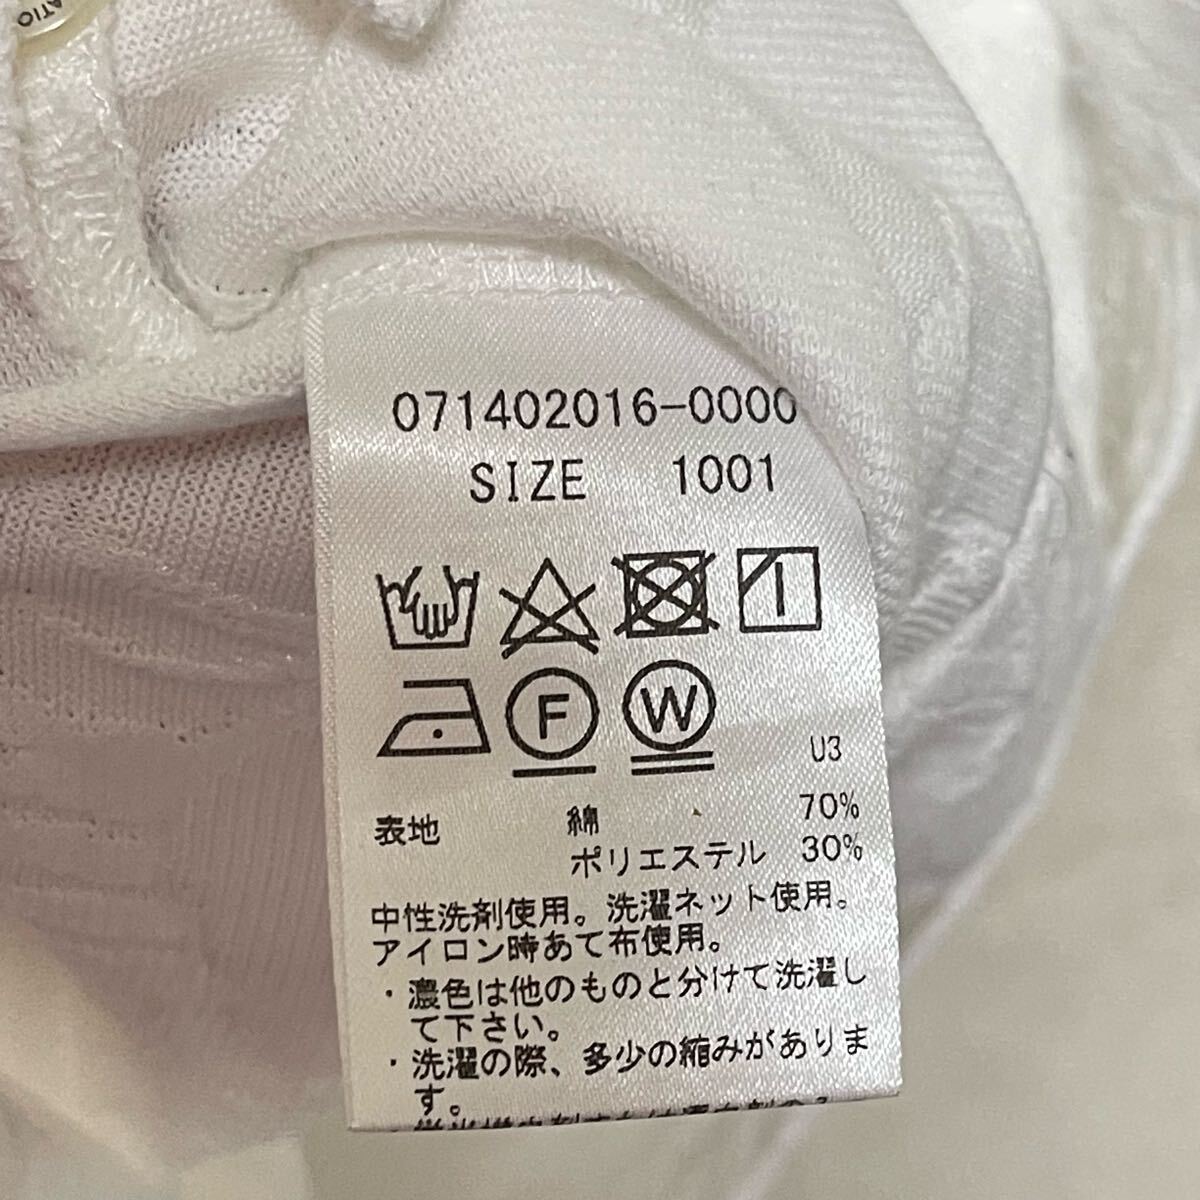 071402016-0000
SIZE 1001
F W
U3
表地 綿 70%
ポリエステル 30%
中性洗剤使用。洗濯ネット使用。
アイロン時あて布使用。
・濃色は他のものと分けて洗濯し
て下さい。
・洗濯の際、多少の縮みがありま
す。